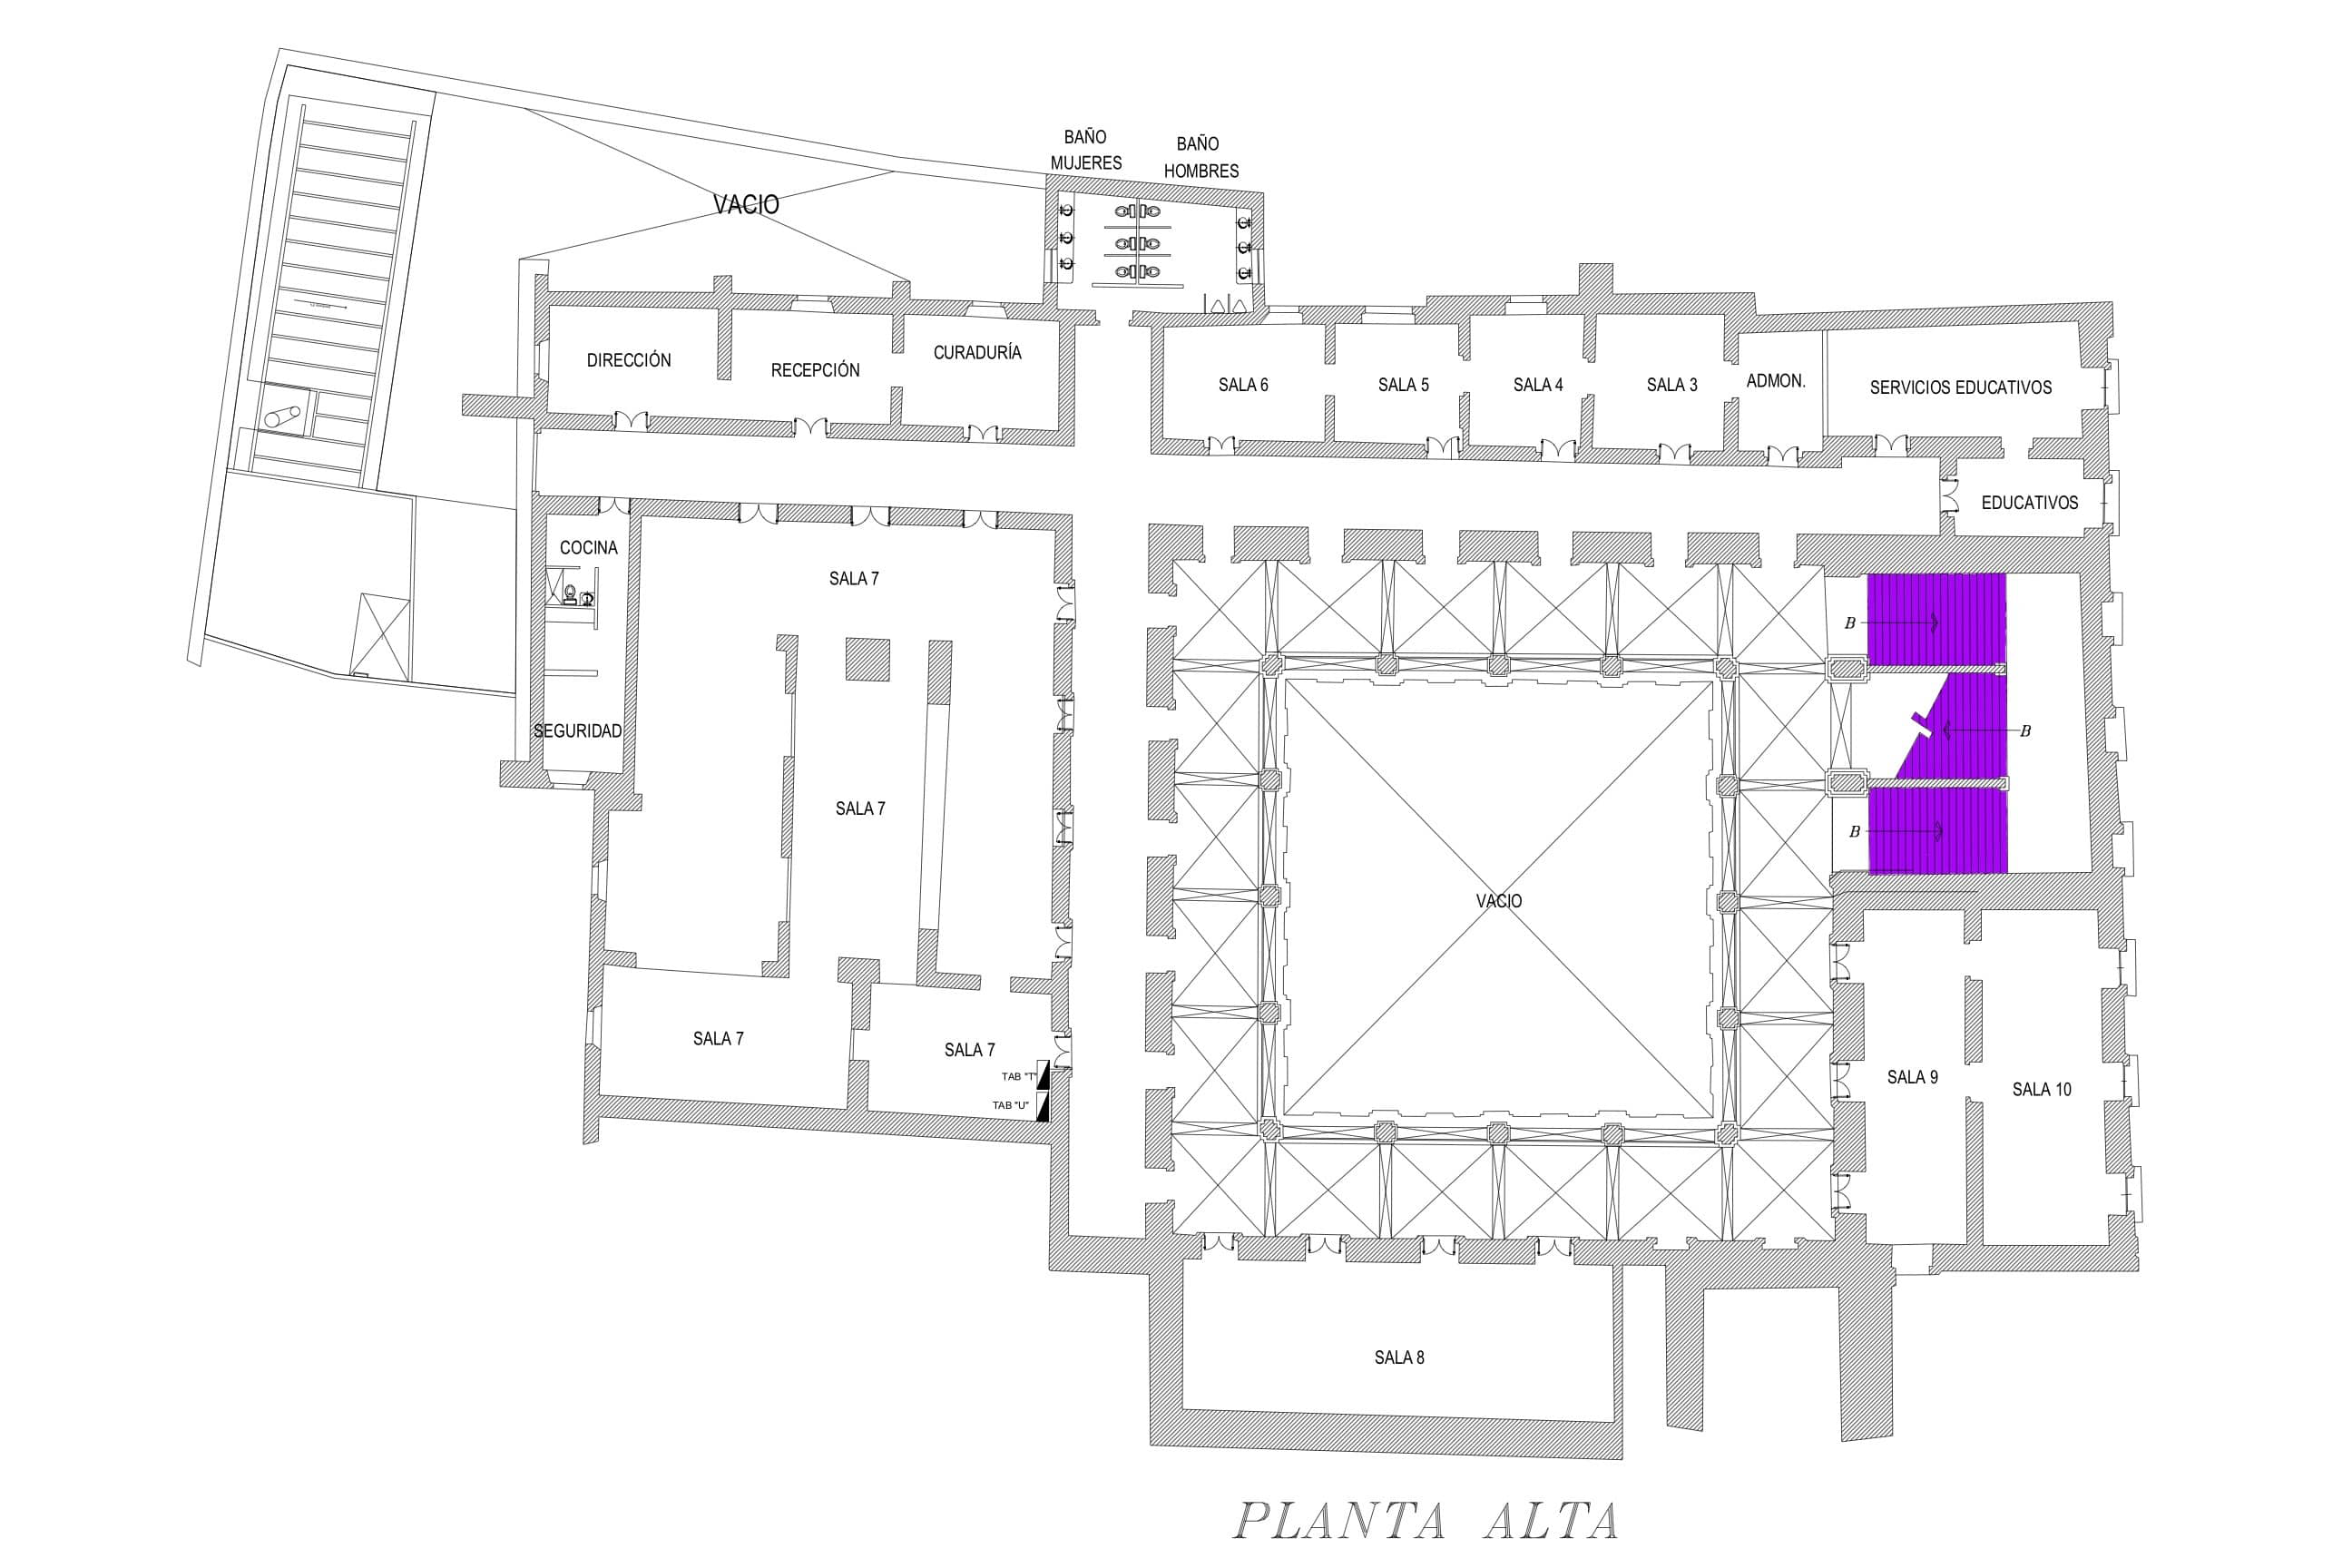 BAÑO
MUJERES
BAÑO
HOMBRES
VACIO
DIRECCIÓN
RECEPCIÓN
CURADURÍA
SALA 6
SALA 5
SALA 4
SALA 3
ADMON.
SERVICIOS EDUCATIVOS
EDUCATIVOS
COCINA
SALA 7
B
SEGURIDAD
B
SALA 7
B
VACIO
SALA 7
SALA 7
TAB "T"
TAB "U"
SALA 9
SALA 10
SALA 8
PLANTA ALTA